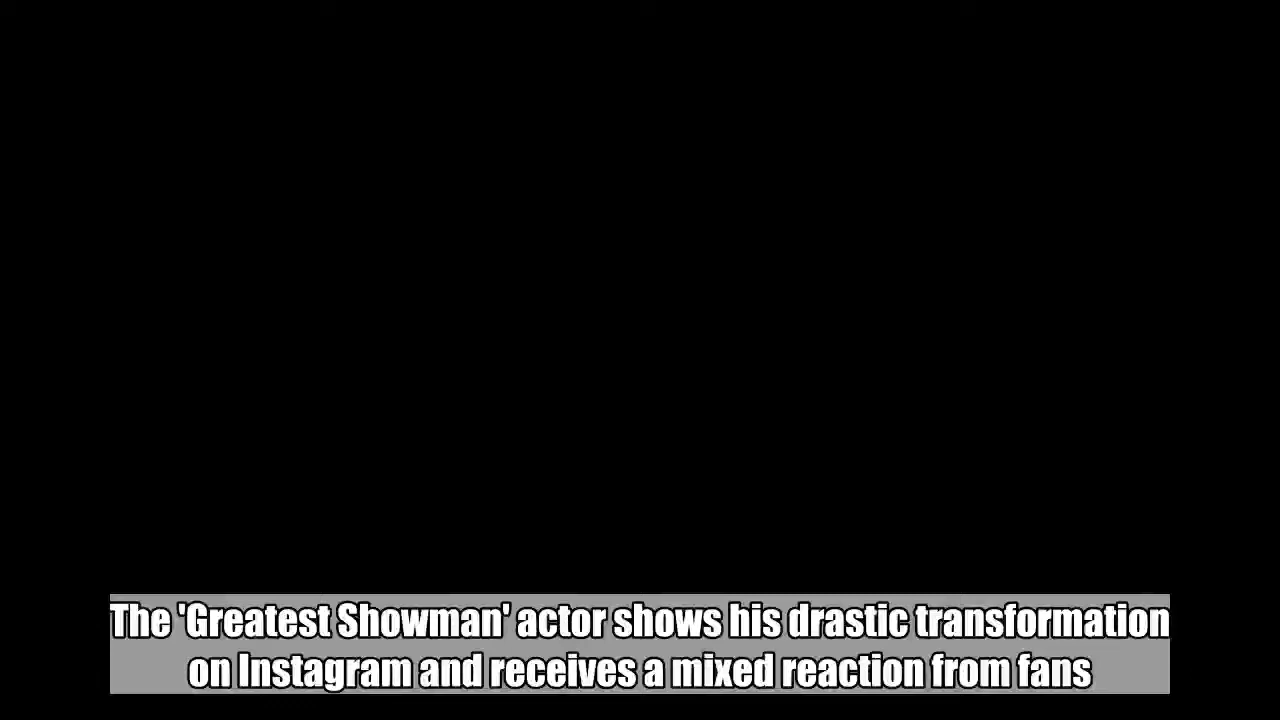 The 'Greatest Showman' actor shows his drastic transformation
on Instagram and receives a mixed reaction from fans